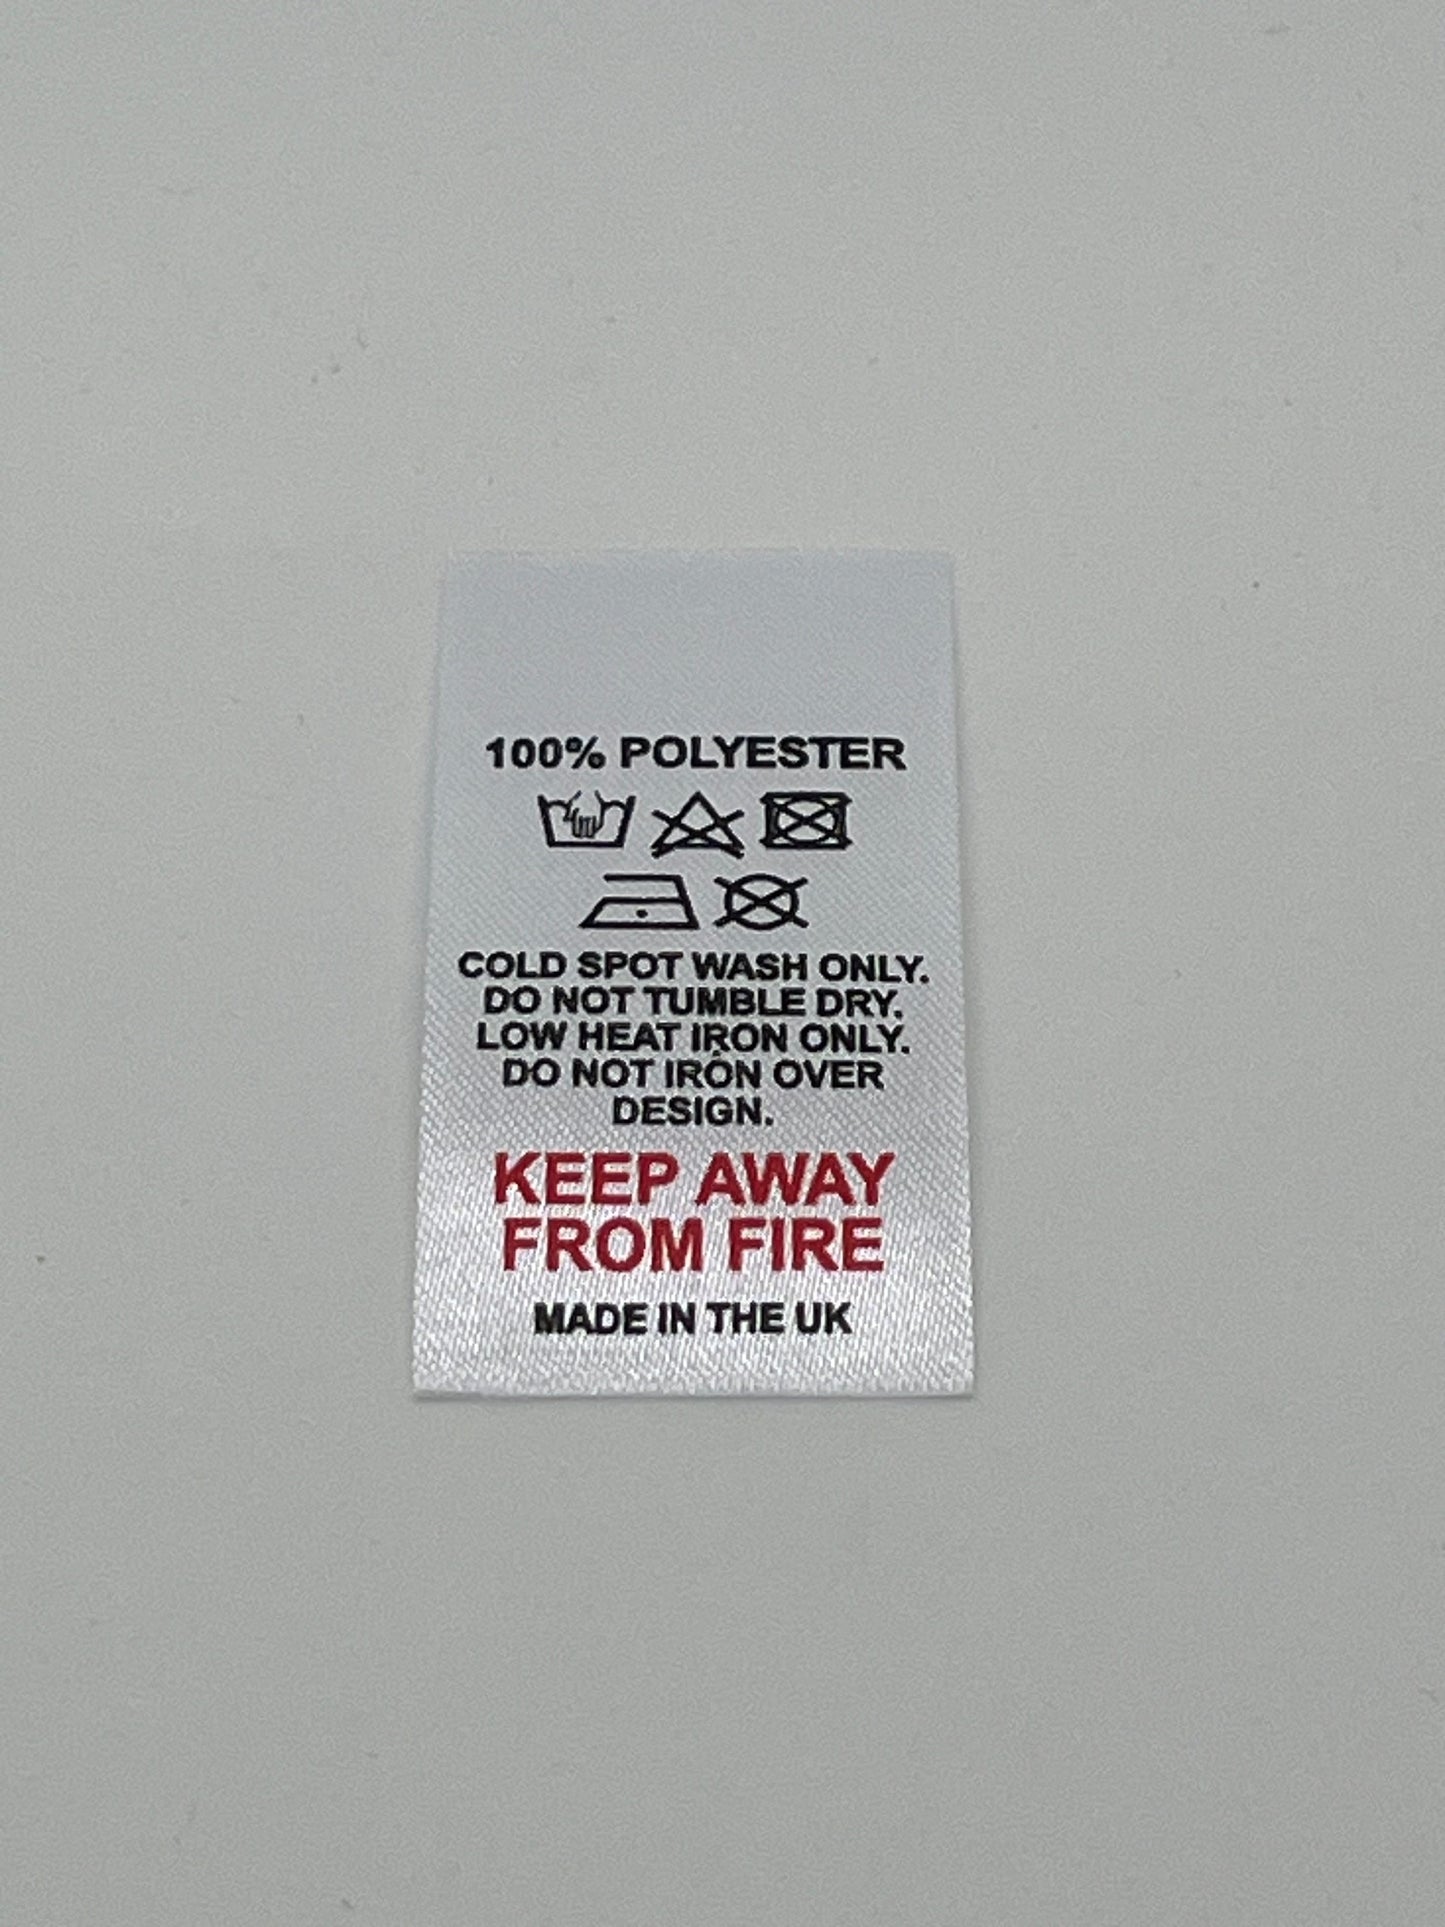 100% POLYESTER
COLD SPOT WASH ONLY.
DO NOT TUMBLE DRY.
LOW HEAT IRON ONLY.
DO NOT IRON OVER
DESIGN.
KEEP AWAY
FROM FIRE
MADE IN THE UK